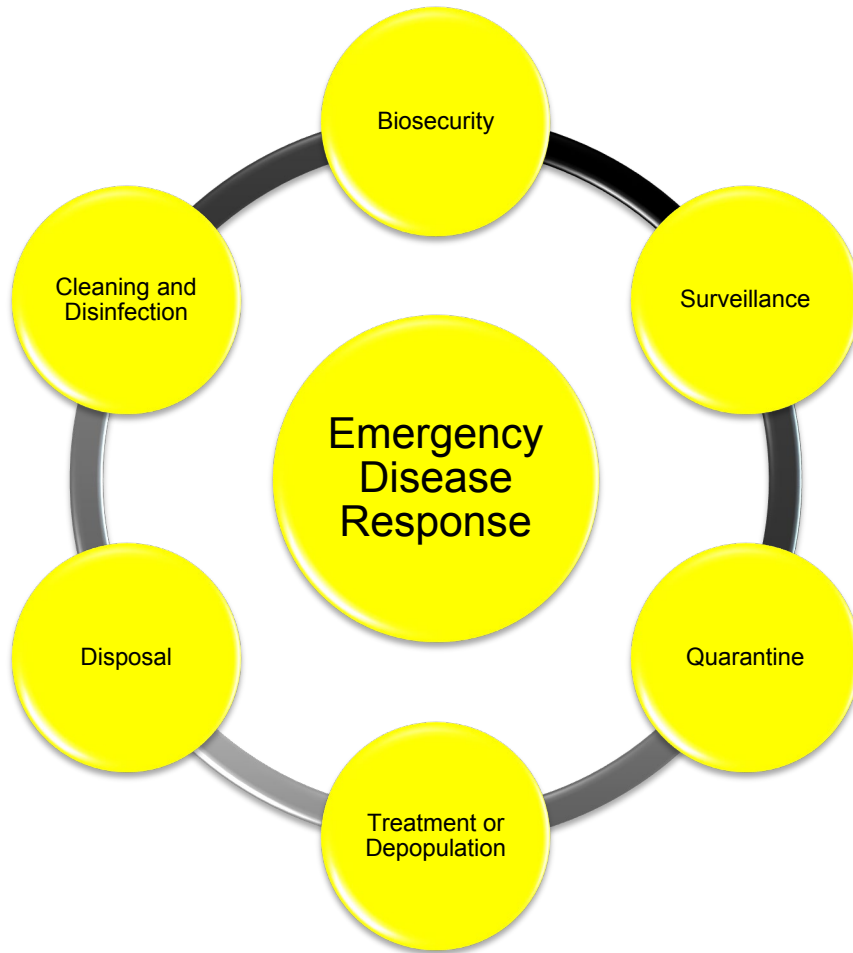 Biosecurity
Surveillance
Quarantine
Treatment or
Depopulation
Disposal
Cleaning and
Disinfection
Emergency
Disease
Response